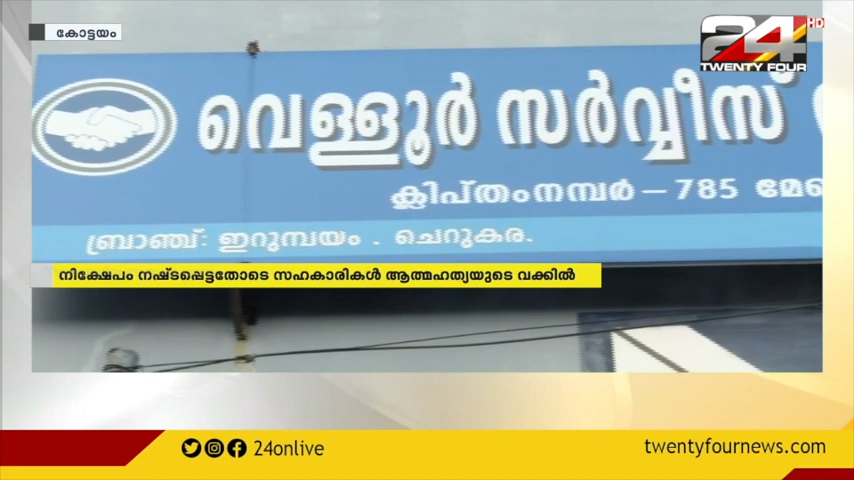 കോട്ടയം
24
HD
TWENTY FOUR
വെള്ളൂർ സർവ്വീസ്
ക്ലിപ്തംനമ്പർ – 785
ബ്രാഞ്ച്: ഇറുമ്പയം . ചെറുകര.
നിക്ഷേപം നഷ്ടപ്പെട്ടതോടെ സഹകാരികൾ ആത്മഹത്യയുടെ വക്കിൽ
24onlive
twentyfournews.com